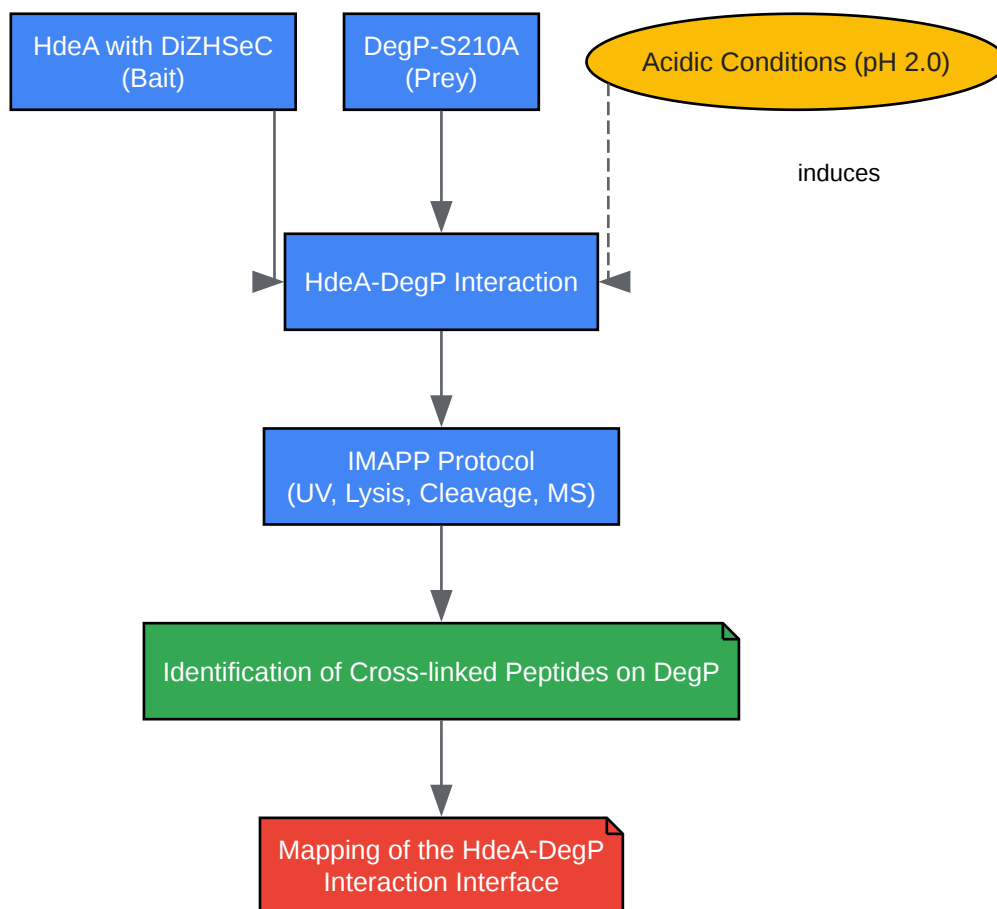 HdeA with DiZHSeC
(Bait)
DegP-S210A
(Prey)
Acidic Conditions (pH 2.0)
induces
HdeA-DegP Interaction
IMAPP Protocol
(UV, Lysis, Cleavage, MS)
Identification of Cross-linked Peptides on DegP
Mapping of the HdeA-DegP
Interaction Interface